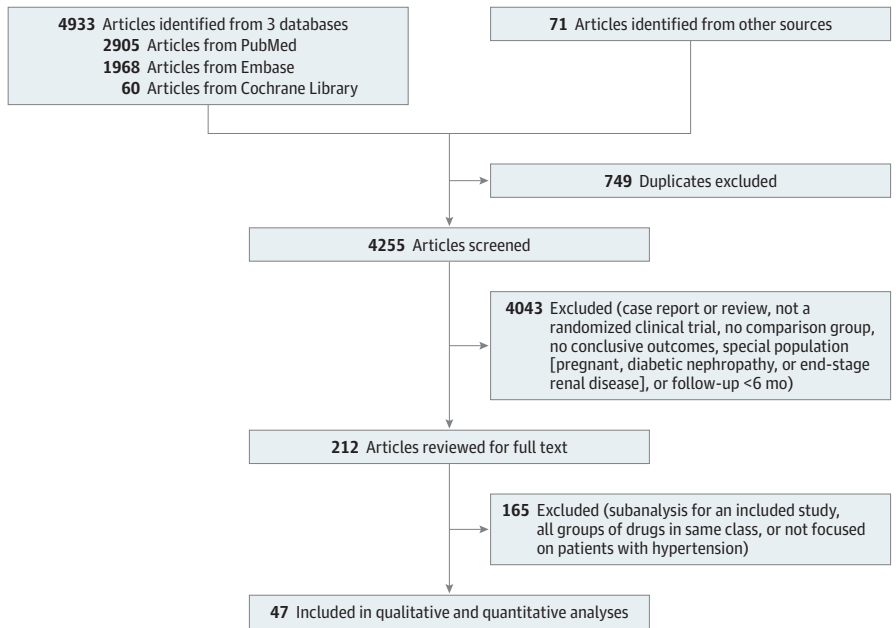 4933 Articles identified from 3 databases
2905 Articles from PubMed
1968 Articles from Embase
60 Articles from Cochrane Library
71 Articles identified from other sources
749 Duplicates excluded
4255 Articles screened
4043 Excluded (case report or review, not a
randomized clinical trial, no comparison group,
no conclusive outcomes, special population
[pregnant, diabetic nephropathy, or end-stage
renal disease], or follow-up <6 mo)
212 Articles reviewed for full text
165 Excluded (subanalysis for an included study,
all groups of drugs in same class, or not focused
on patients with hypertension)
47 Included in qualitative and quantitative analyses